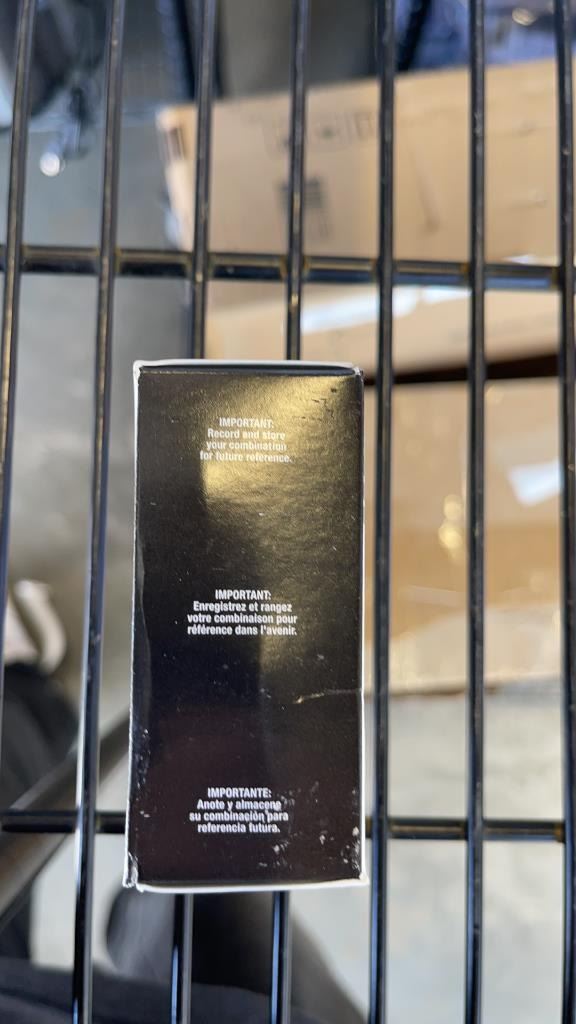 IMPORTANT:
Record and store
your combination
for future reference.
IMPORTANT:
Enregistrez et rangez
votre combinaison pour
référence dans l'avenir.
IMPORTANTE:
Anote y almacene
su combinación para
referencia futura.